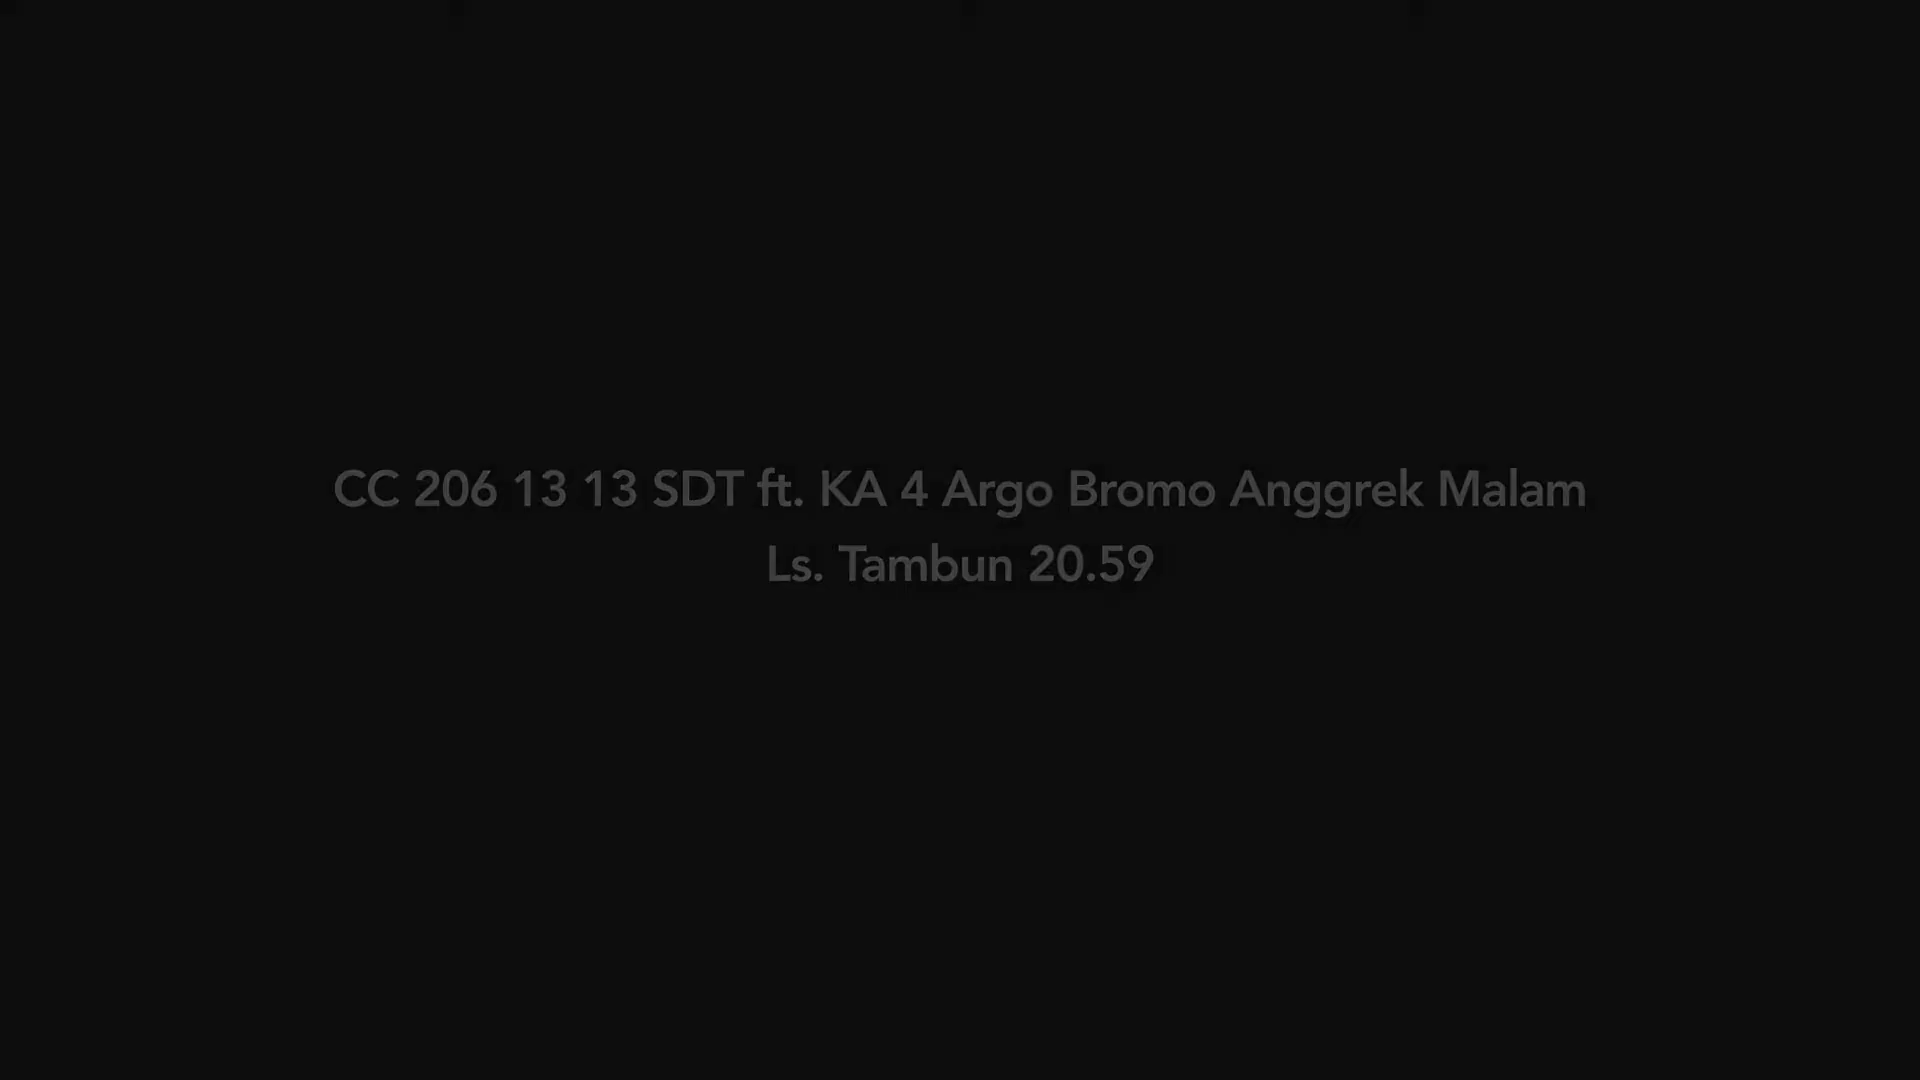 CC 206 13 13 SDT ft. KA 4 Argo Bromo Anggrek Malam
Ls. Tambun 20.59